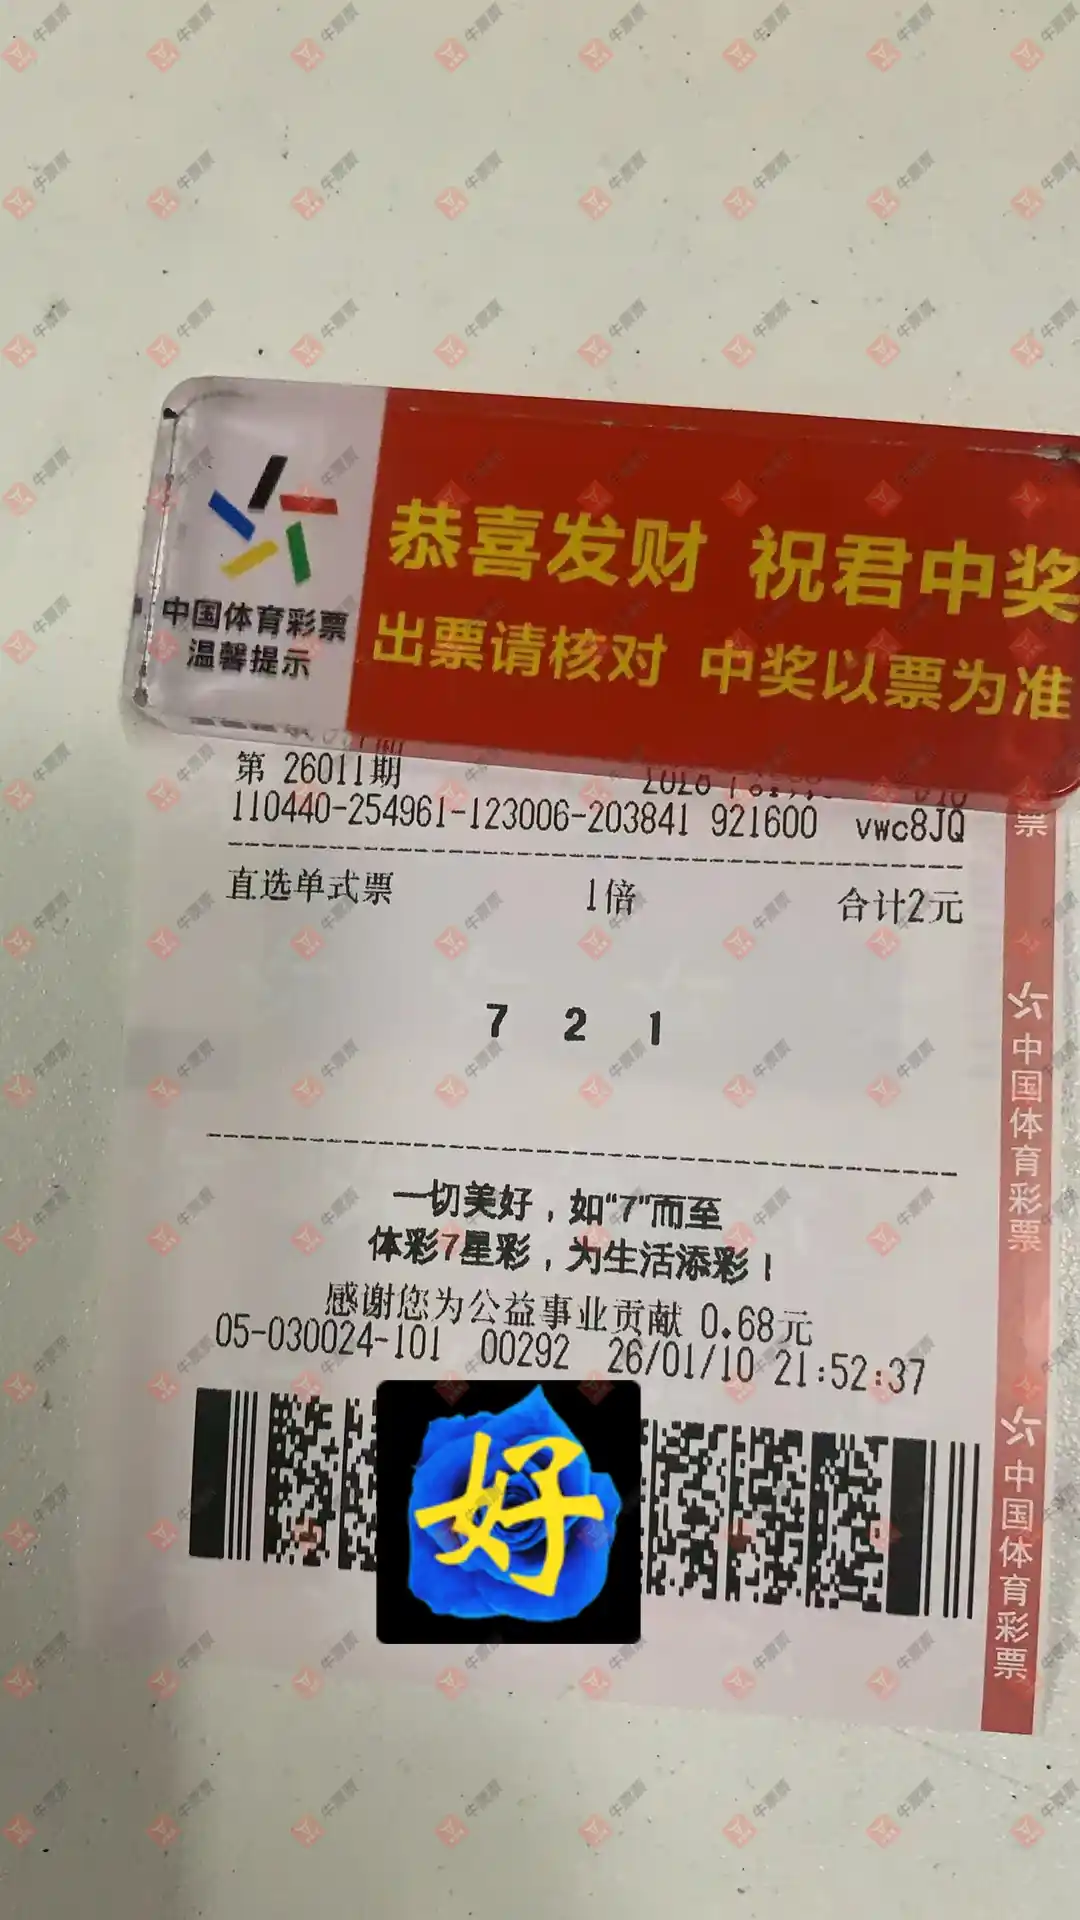 恭喜发财 祝君中奖
出票请核对 中奖以票为准
中国体育彩票
温馨提示
第 26011期
110440-254961-123006-203841 921600 vwc8JQ
直选单式票 1倍 合计2元
7 2 1
一切美好，如“7”而至
体彩7星彩，为生活添彩！
感谢您为公益事业贡献 0.68元
05-030024-101 00292 26/01/10 21:52:37
好
票
中国体育彩票
中国体育彩票
牛票票